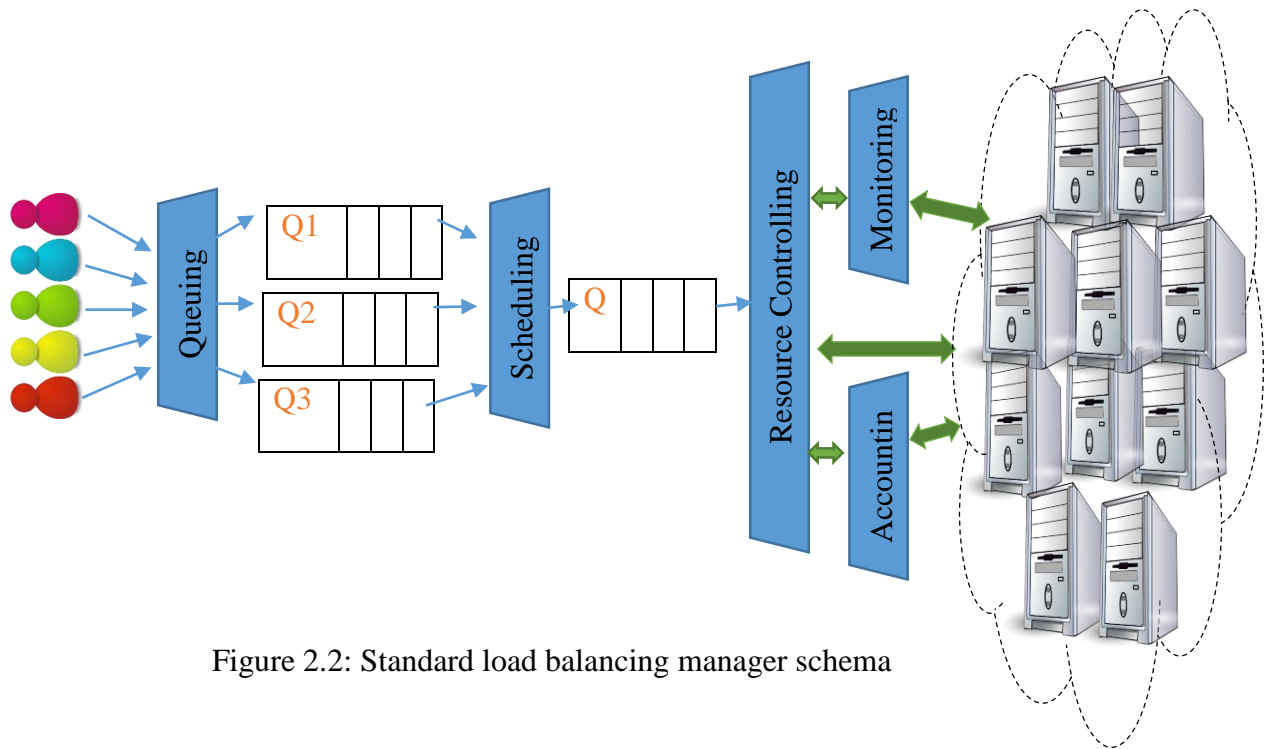 Queuing
Q1
Q2
Q3
Scheduling
Q
Resource Controlling
Monitoring
Accountin
Figure 2.2: Standard load balancing manager schema